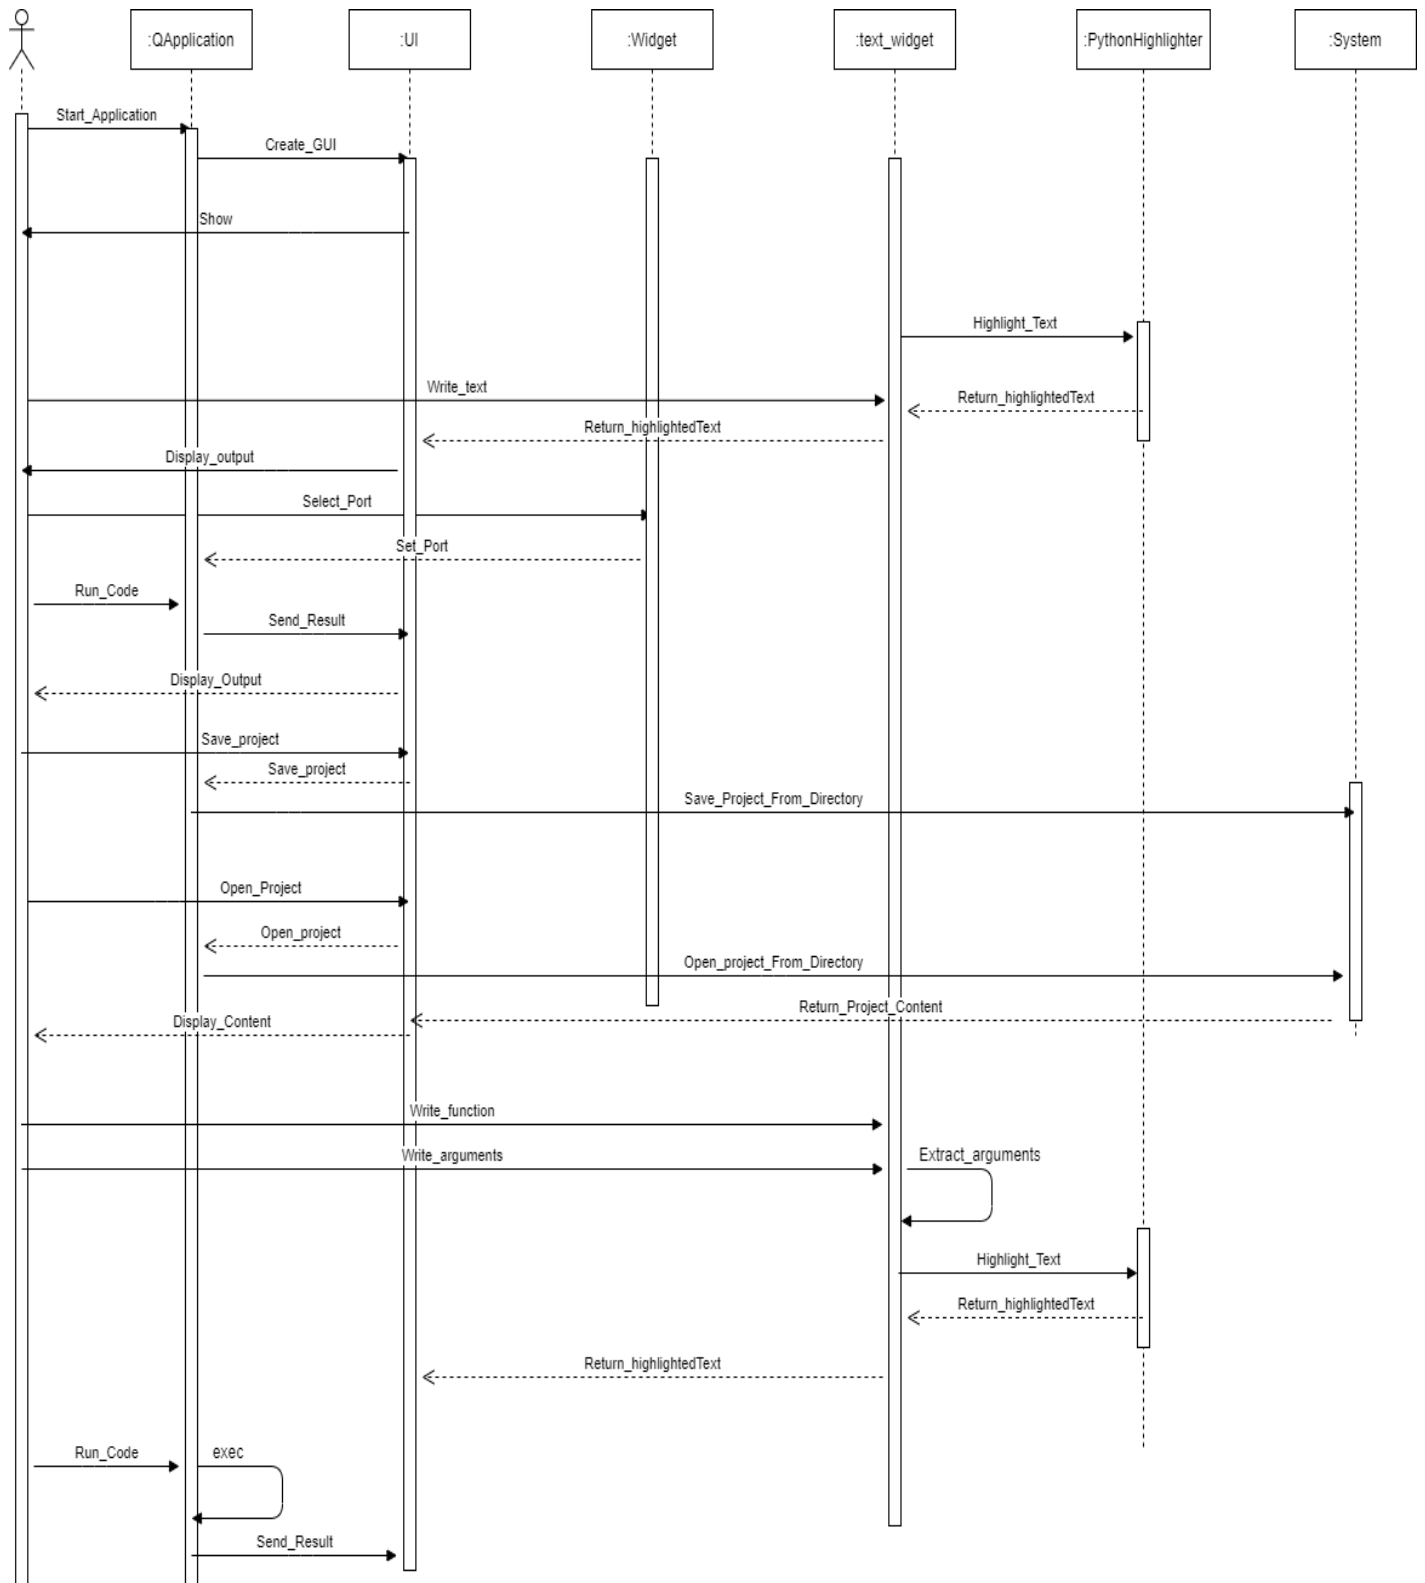 :QApplication
:UI
:Widget
:text_widget
:PythonHighlighter
:System
Start_Application
Create_GUI
Show
Highlight_Text
Write_text
Return_highlightedText
Return_highlightedText
Display_output
Select_Port
Set_Port
Run_Code
Send_Result
Display_Output
Save_project
Save_project
Save_Project_From_Directory
Open_Project
Open_project
Open_project_From_Directory
Return_Project_Content
Display_Content
Write_function
Write_arguments
Extract_arguments
Highlight_Text
Return_highlightedText
Return_highlightedText
Run_Code
exec
Send_Result